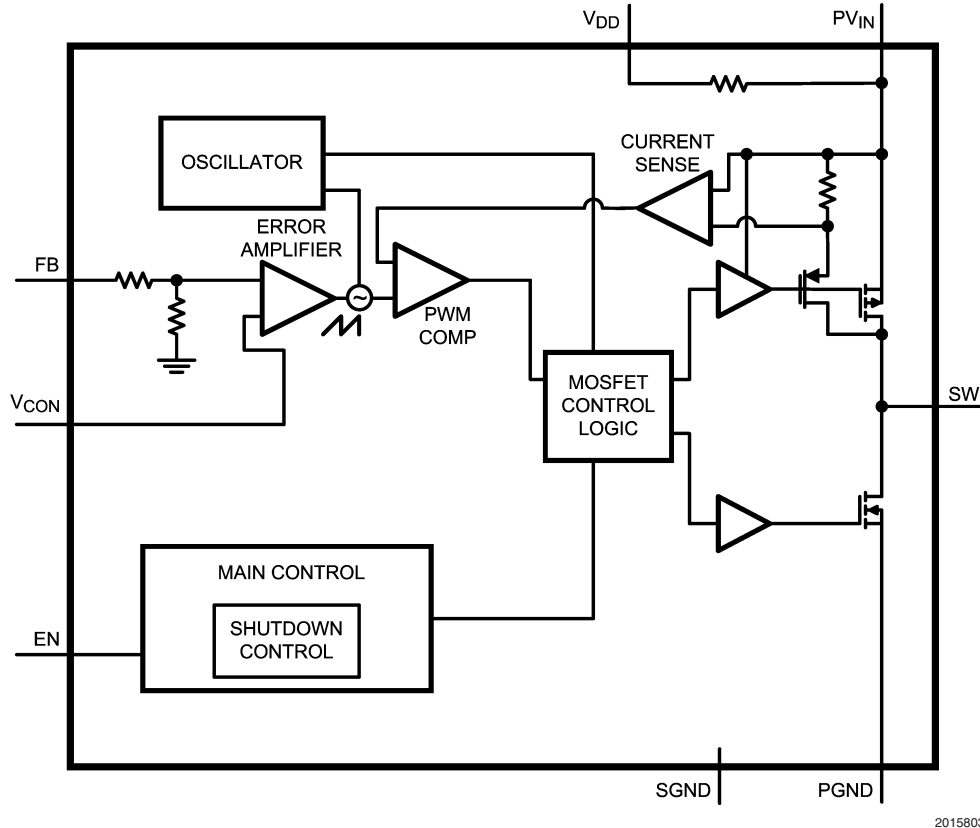 VDD
PVIN
CURRENT
SENSE
OSCILLATOR
ERROR
AMPLIFIER
FB
~
PWM
COMP
MOSFET
CONTROL
LOGIC
VCON
SW
MAIN CONTROL
SHUTDOWN
CONTROL
EN
SGND
PGND